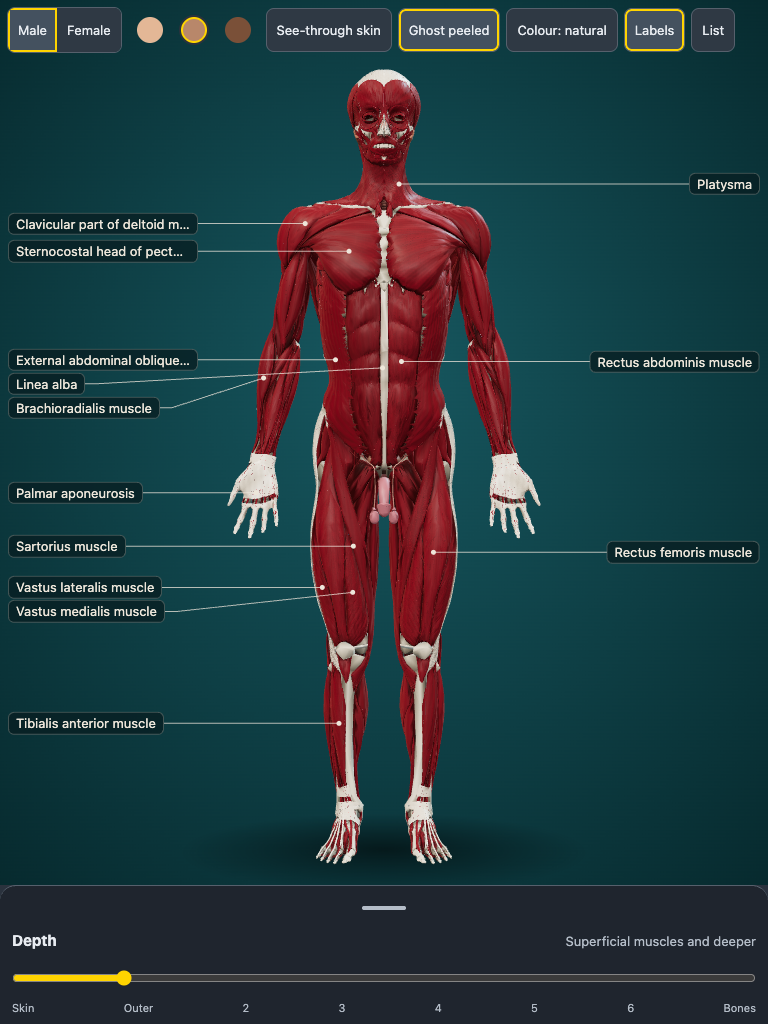 Male Female See-through skin Ghost peeled Colour: natural Labels List
Platysma
Clavicular part of deltoid m...
Sternocostal head of pect...
External abdominal oblique...
Rectus abdominis muscle
Linea alba
Brachioradialis muscle
Palmar aponeurosis
Sartorius muscle
Rectus femoris muscle
Vastus lateralis muscle
Vastus medialis muscle
Tibialis anterior muscle
Depth Superficial muscles and deeper
Skin Outer 2 3 4 5 6 Bones